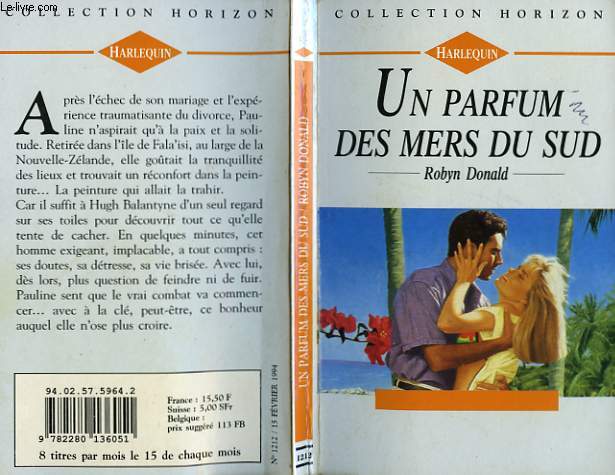 Le-livre.com
COLLECTION HORIZON
HARLEQUIN
Après l'échec de son mariage et l'expé-
rience traumatisante du divorce, Pau-
line n'aspirait qu'à la paix et la soli-
tude. Retirée dans l'île de Fala'isi, au large de la
Nouvelle-Zélande, elle goûtait la tranquillité
des lieux et trouvait un réconfort dans la pein-
ture... La peinture qui allait la trahir.
Car il suffit à Hugh Balantyne d'un seul regard
sur ses toiles pour découvrir tout ce qu'elle
tente de cacher. En quelques minutes, cet
homme exigeant, implacable, a tout compris :
ses doutes, sa détresse, sa vie brisée. Avec lui,
dès lors, plus question de feindre ni de fuir.
Pauline sent que le vrai combat va commen-
cer... avec à la clé, peut-être, ce bonheur
auquel elle n'ose plus croire.
94.02.57.5964.2
9 782280 136051
France : 15,50 F
Suisse : 5,00 SFr
Belgique :
prix suggéré 113 FB
8 titres par mois le 15 de chaque mois
N° 1212 / 15 FÉVRIER 1994
UN PARFUM DES MERS DU SUD / ROBYN DONALD
1212
COLLECTION HORIZON
HARLEQUIN
UN PARFUM
DES MERS DU SUD
Robyn Donald